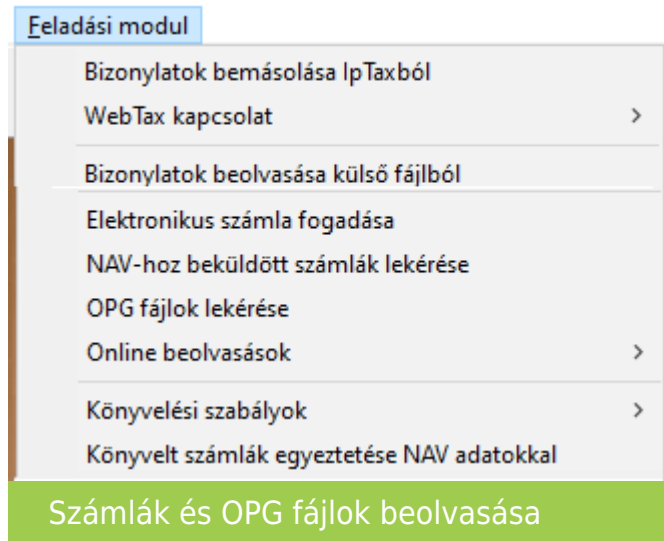 Feladási modul
Bizonylatok bemásolása IpTaxból
WebTax kapcsolat
Bizonylatok beolvasása külső fájlból
Elektronikus számla fogadása
NAV-hoz beküldött számlák lekérése
OPG fájlok lekérése
Online beolvasások
Könyvelési szabályok
Könyvelt számlák egyeztetése NAV adatokkal
Számlák és OPG fájlok beolvasása